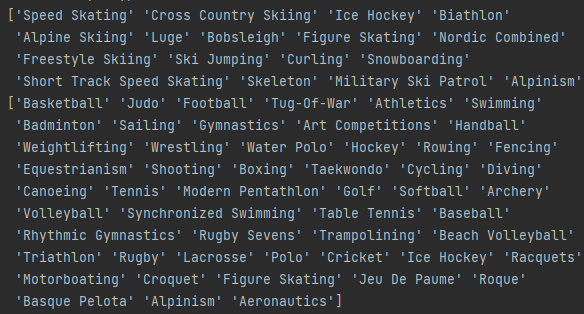 ['Speed Skating' 'Cross Country Skiing' 'Ice Hockey' 'Biathlon'
'Alpine Skiing' 'Luge' 'Bobsleigh' 'Figure Skating' 'Nordic Combined'
'Freestyle Skiing' 'Ski Jumping' 'Curling' 'Snowboarding'
'Short Track Speed Skating' 'Skeleton' 'Military Ski Patrol' 'Alpinism'
['Basketball' 'Judo' 'Football' 'Tug-Of-War' 'Athletics' 'Swimming'
'Badminton' 'Sailing' 'Gymnastics' 'Art Competitions' 'Handball'
'Weightlifting' 'Wrestling' 'Water Polo' 'Hockey' 'Rowing' 'Fencing'
'Equestrianism' 'Shooting' 'Boxing' 'Taekwondo' 'Cycling' 'Diving'
'Canoeing' 'Tennis' 'Modern Pentathlon' 'Golf' 'Softball' 'Archery'
'Volleyball' 'Synchronized Swimming' 'Table Tennis' 'Baseball'
'Rhythmic Gymnastics' 'Rugby Sevens' 'Trampolining' 'Beach Volleyball'
'Triathlon' 'Rugby' 'Lacrosse' 'Polo' 'Cricket' 'Ice Hockey' 'Racquets'
'Motorboating' 'Croquet' 'Figure Skating' 'Jeu De Paume' 'Roque'
'Basque Pelota' 'Alpinism' 'Aeronautics']